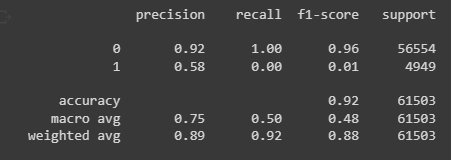 precision recall f1-score support
0 0.92 1.00 0.96 56554
1 0.58 0.00 0.01 4949
accuracy 0.92 61503
macro avg 0.75 0.50 0.48 61503
weighted avg 0.89 0.92 0.88 61503